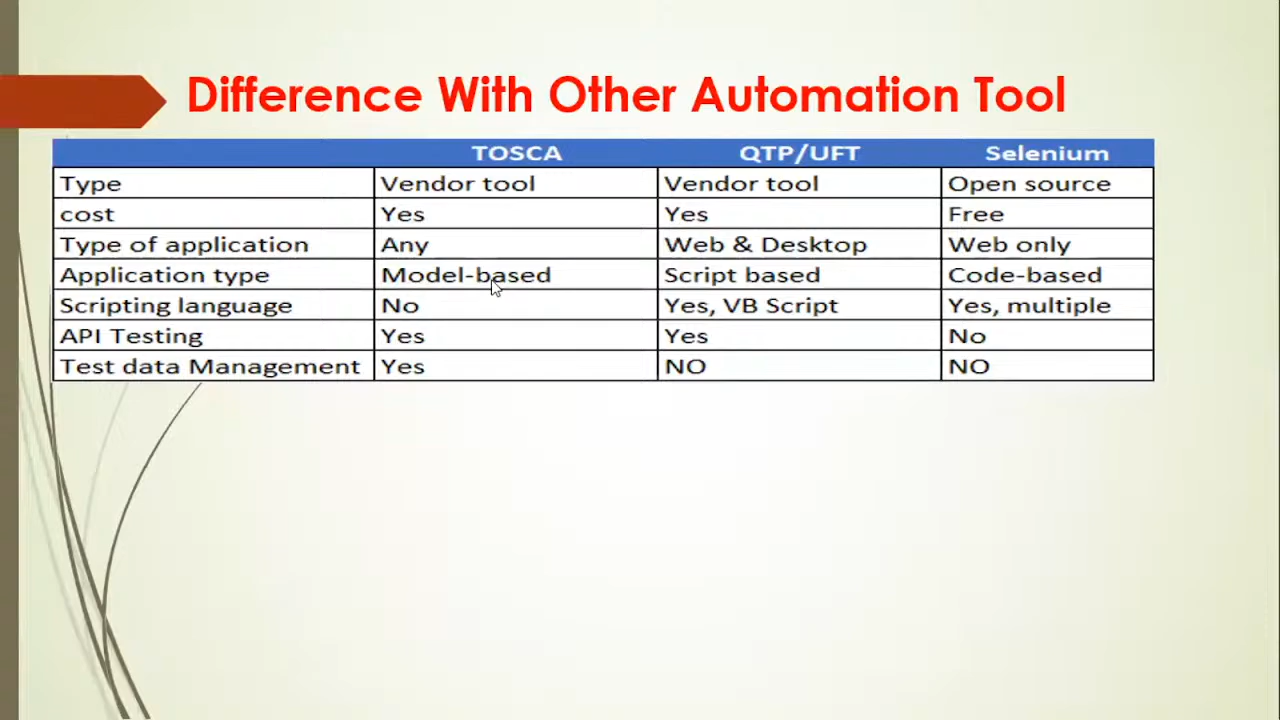 Difference With Other Automation Tool
TOSCA QTP/UFT Selenium
Type Vendor tool Vendor tool Open source
cost Yes Yes Free
Type of application Any Web & Desktop Web only
Application type Model-based Script based Code-based
Scripting language No Yes, VB Script Yes, multiple
API Testing Yes Yes No
Test data Management Yes NO NO